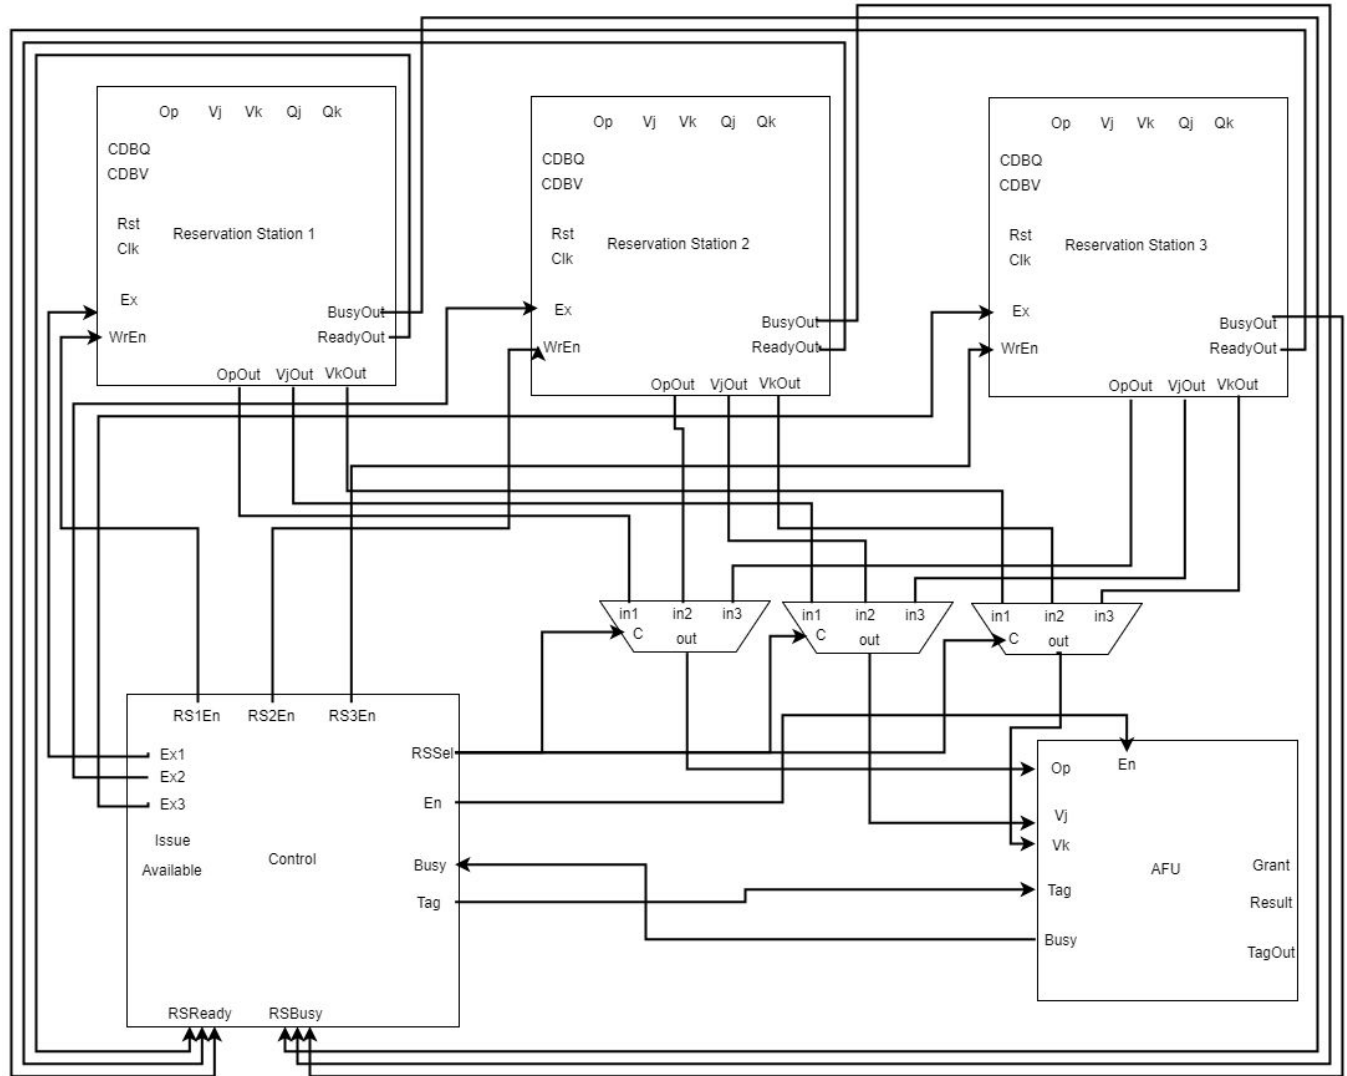 Op Vj Vk Qj Qk
CDBQ
CDBV
Rst
Reservation Station 1
Clk
Ex
BusyOut
WrEn
ReadyOut
OpOut VjOut VkOut
Op Vj Vk Qj Qk
CDBQ
CDBV
Rst
Reservation Station 2
Clk
Ex
BusyOut
WrEn
ReadyOut
OpOut VjOut VkOut
Op Vj Vk Qj Qk
CDBQ
CDBV
Rst
Reservation Station 3
Clk
Ex
BusyOut
WrEn
ReadyOut
OpOut VjOut VkOut
in1 in2 in3
C out
in1 in2 in3
C out
in1 in2 in3
C out
RS1En RS2En RS3En
RSSel
Ex1
Ex2
Ex3
En
Issue
Control
Available
Busy
Tag
RSReady RSBusy
En
Op
Vj
Vk
AFU
Grant
Tag
Result
Busy
TagOut